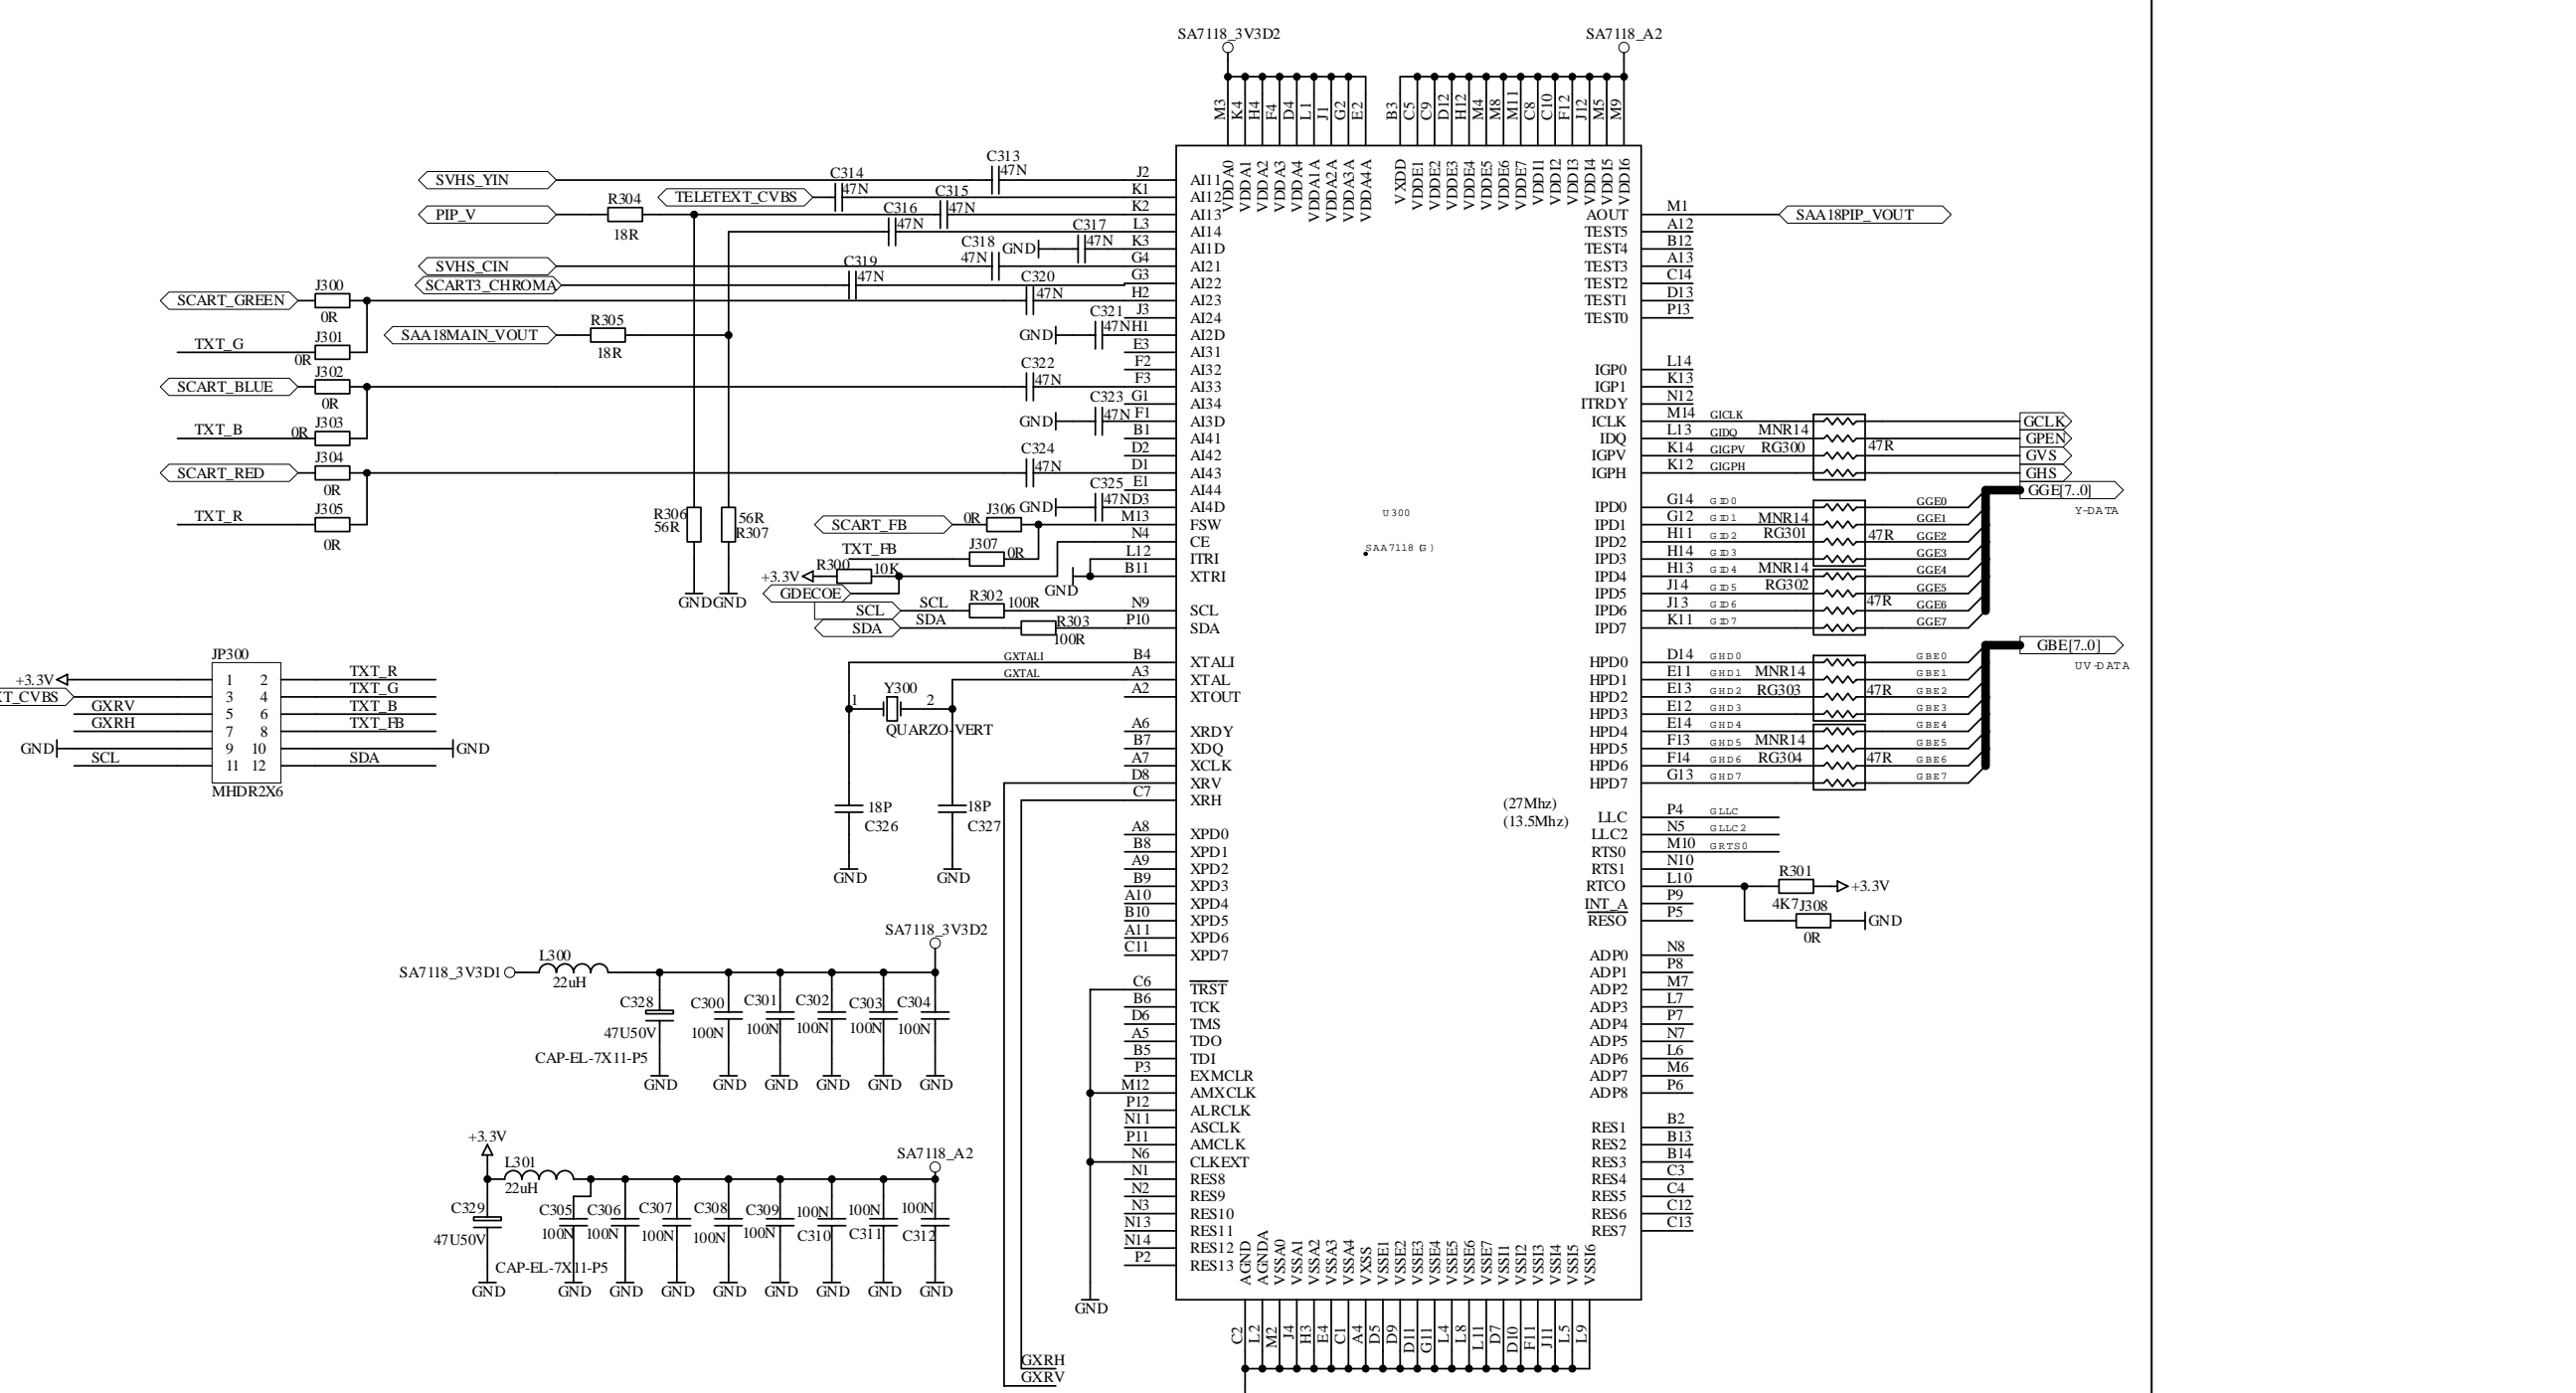 SA7118_3V3D2
SA7118_A2
M3 K4 H4 F4 D4 L1 J1 G2 E2
B3 C5 C9 D12 H12 M4 M8 M11 C8 C10 F12 J12 M5 M9
VDDA0 VDDA1 VDDA2 VDDA3 VDDA4 VDDA1A VDDA2A VDDA3A VDDA4A
VXDD VDDE1 VDDE2 VDDE3 VDDE4 VDDE5 VDDE6 VDDE7 VDDI1 VDDI2 VDDI3 VDDI4 VDDI5 VDDI6
SVHS_YIN C313 47N J2 AI11
TELETEXT_CVBS C314 47N K1 AI12
PIP_V R304 18R C315 47N K2 AI13
C316 47N L3 AI14
GND C317 47N K3 AI1D
SVHS_CIN C318 47N G4 AI21
SCART3_CHROMA C319 47N G3 AI22
SCART_GREEN J300 0R C320 47N H2 AI23
J3 AI24
TXT_G J301 0R
SAA18MAIN_VOUT R305 18R
GND C321 47N H1 AI2D
E3 AI31
F2 AI32
SCART_BLUE J302 0R C322 47N F3 AI33
G1 AI34
TXT_B J303 0R
GND C323 47N F1 AI3D
B1 AI41
D2 AI42
SCART_RED J304 0R C324 47N D1 AI43
E1 AI44
TXT_R J305 0R
GND C325 47N D3 AI4D
R306 56R GND
56R R307 GND
SCART_FB 0R J306 M13 FSW
N4 CE
TXT_FB J307 0R
L12 ITRI
+3.3V R300 10K GND B11 XTRI
GDECOE
SCL SCL R302 100R N9 SCL
SDA SDA R303 100R P10 SDA
GXTALI B4 XTALI
GXTAL A3 XTAL
A2 XTOUT
1 Y300 2
QUARZO-VERT
18P C326 GND
18P C327 GND
A6 XRDY
B7 XDQ
A7 XCLK
D8 XRV
C7 XRH
A8 XPD0
B8 XPD1
A9 XPD2
B9 XPD3
A10 XPD4
B10 XPD5
A11 XPD6
C11 XPD7
C6 TRST
B6 TCK
D6 TMS
A5 TDO
B5 TDI
P3 EXMCLR
M12 AMXCLK
P12 ALRCLK
N11 ASCLK
P11 AMCLK
N6 CLKEXT
N1 RES8
N2 RES9
N3 RES10
N13 RES11
N14 RES12
P2 RES13
GND
GXRH
GXRV
U300
SAA7118(G)
(27Mhz)
(13.5Mhz)
AOUT M1 SAA18PIP_VOUT
TEST5 A12
TEST4 B12
TEST3 A13
TEST2 C14
TEST1 D13
TEST0 P13
IGP0 L14
IGP1 K13
ITRDY N12
ICLK M14 GICLK GCLK
IDQ L13 GIDQ MNR14 GPEN
IGPV K14 GIGPV RG300 47R GVS
IGPH K12 GIGPH GHS
GGE[7..0]
Y-DATA
IPD0 G14 GID0 GGE0
IPD1 G12 GID1 MNR14 GGE1
IPD2 H11 GID2 RG301 47R GGE2
IPD3 H14 GID3 GGE3
IPD4 H13 GID4 MNR14 GGE4
IPD5 J14 GID5 RG302 GGE5
IPD6 J13 GID6 47R GGE6
IPD7 K11 GID7 GGE7
GBE[7..0]
UV-DATA
HPD0 D14 GHD0 GBE0
HPD1 E11 GHD1 MNR14 GBE1
HPD2 E13 GHD2 RG303 47R GBE2
HPD3 E12 GHD3 GBE3
HPD4 E14 GHD4 GBE4
HPD5 F13 GHD5 MNR14 GBE5
HPD6 F14 GHD6 RG304 47R GBE6
HPD7 G13 GHD7 GBE7
LLC P4 GLLC
LLC2 N5 GLLC2
RTS0 M10 GRTS0
RTS1 N10
RTCO L10 R301 4K7 +3.3V
INT_A P9
RESO P5 J308 0R GND
ADP0 N8
ADP1 P8
ADP2 M7
ADP3 L7
ADP4 P7
ADP5 N7
ADP6 L6
ADP7 M6
ADP8 P6
RES1 B2
RES2 B13
RES3 B14
RES4 C3
RES5 C4
RES6 C12
RES7 C13
AGND AGNDA VSSA0 VSSA1 VSSA2 VSSA3 VSSA4 VXSS VSSE1 VSSE2 VSSE3 VSSE4 VSSE5 VSSE6 VSSE7 VSSI1 VSSI2 VSSI3 VSSI4 VSSI5 VSSI6
C2 L2 M2 J4 H3 E4 C1 A4 D5 D9 D11 G11 L4 L8 L11 D7 D10 F11 J11 L5 L9
JP300
+3.3V 1 2 TXT_R
XT_CVBS 3 4 TXT_G
GXRV 5 6 TXT_B
GXRH 7 8 TXT_FB
GND 9 10 GND
SCL 11 12 SDA
MHDR2X6
SA7118_3V3D1 L300 22uH SA7118_3V3D2
C328 C300 C301 C302 C303 C304
47U50V 100N 100N 100N 100N 100N
CAP-EL-7X11-P5
GND GND GND GND GND GND
+3.3V L301 22uH SA7118_A2
C329 C305 C306 C307 C308 C309 100N 100N 100N
47U50V 100N 100N 100N 100N 100N C310 C311 C312
CAP-EL-7X11-P5
GND GND GND GND GND GND GND GND GND